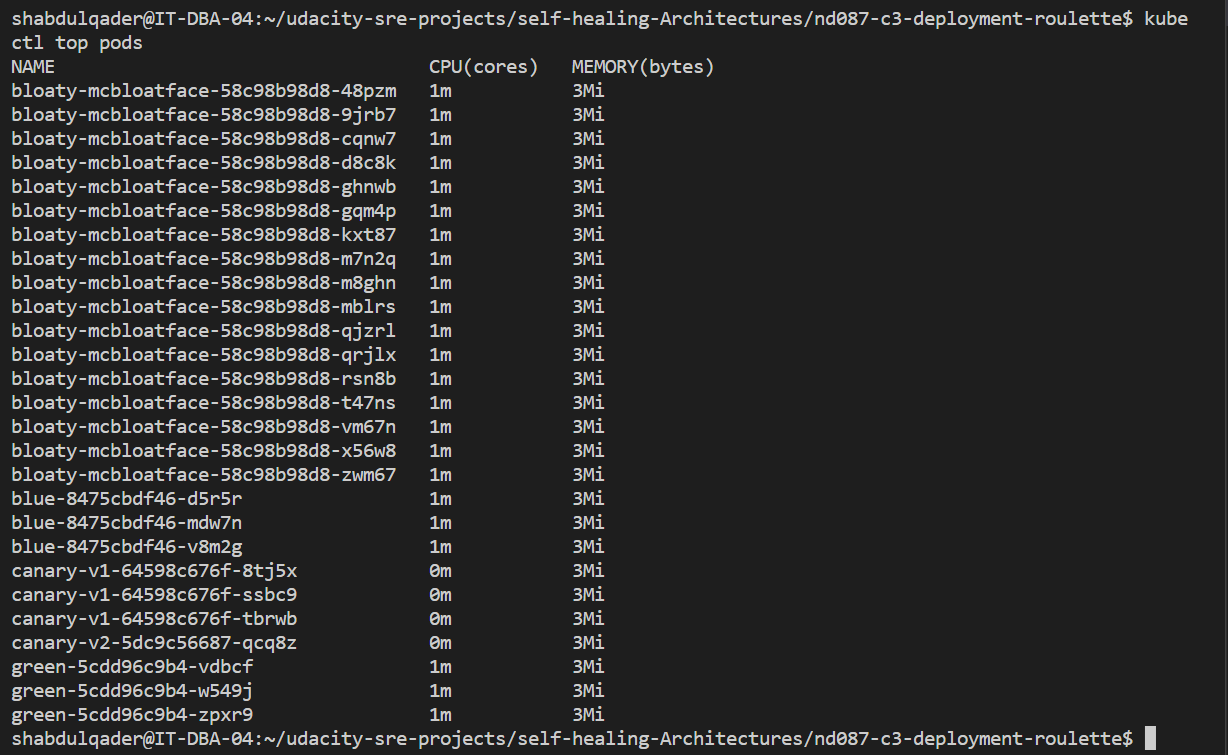 shabdulqader@IT-DBA-04:~/udacity-sre-projects/self-healing-Architectures/nd087-c3-deployment-roulette$ kube
ctl top pods
NAME CPU(cores) MEMORY(bytes)
bloaty-mcbloatface-58c98b98d8-48pzm 1m 3Mi
bloaty-mcbloatface-58c98b98d8-9jrb7 1m 3Mi
bloaty-mcbloatface-58c98b98d8-cqnw7 1m 3Mi
bloaty-mcbloatface-58c98b98d8-d8c8k 1m 3Mi
bloaty-mcbloatface-58c98b98d8-ghnwb 1m 3Mi
bloaty-mcbloatface-58c98b98d8-gqm4p 1m 3Mi
bloaty-mcbloatface-58c98b98d8-kxt87 1m 3Mi
bloaty-mcbloatface-58c98b98d8-m7n2q 1m 3Mi
bloaty-mcbloatface-58c98b98d8-m8ghn 1m 3Mi
bloaty-mcbloatface-58c98b98d8-mblrs 1m 3Mi
bloaty-mcbloatface-58c98b98d8-qjzrl 1m 3Mi
bloaty-mcbloatface-58c98b98d8-qrjlx 1m 3Mi
bloaty-mcbloatface-58c98b98d8-rsn8b 1m 3Mi
bloaty-mcbloatface-58c98b98d8-t47ns 1m 3Mi
bloaty-mcbloatface-58c98b98d8-vm67n 1m 3Mi
bloaty-mcbloatface-58c98b98d8-x56w8 1m 3Mi
bloaty-mcbloatface-58c98b98d8-zwm67 1m 3Mi
blue-8475cbdf46-d5r5r 1m 3Mi
blue-8475cbdf46-mdw7n 1m 3Mi
blue-8475cbdf46-v8m2g 1m 3Mi
canary-v1-64598c676f-8tj5x 0m 3Mi
canary-v1-64598c676f-ssbc9 0m 3Mi
canary-v1-64598c676f-tbrwb 0m 3Mi
canary-v2-5dc9c56687-qcq8z 0m 3Mi
green-5cdd96c9b4-vdbcf 1m 3Mi
green-5cdd96c9b4-w549j 1m 3Mi
green-5cdd96c9b4-zpxr9 1m 3Mi
shabdulqader@IT-DBA-04:~/udacity-sre-projects/self-healing-Architectures/nd087-c3-deployment-roulette$